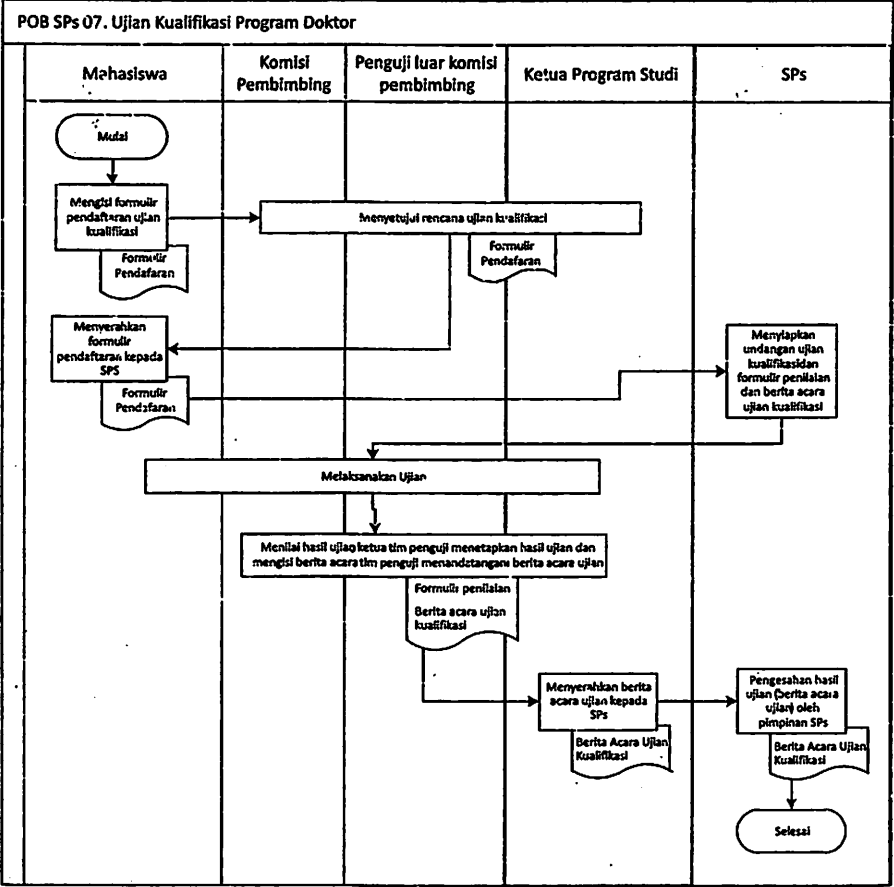 POB SPs 07. Ujian Kualifikasi Program Doktor
Mahasiswa
Komisi
Pembimbing
Penguji luar komisi
pembimbing
Ketua Program Studi
SPs
Mulai
Mengisi formulir
pendaftaran ujian
kualifikasi
Formulir
Pendafaran
Menyetujui rencana ujian kualifikasi
Formulir
Pendafaran
Menyerahkan
formulir
pendaftaran kepada
SPS
Formulir
Pendafaran
Menyiapkan
undangan ujian
kualifikasidan
formulir penilaian
dan berita acara
ujian kualifikasi
Melaksanakan Ujian
Menilai hasil ujian ketua tim penguji menetapkan hasil ujian dan
mengisi berita acara tim penguji menandatangani berita acara ujian
Formulir penilaian
Berita acara ujian
kualifikasi
Menyerahkan berita
acara ujian kepada
SPs
Berita Acara Ujian
Kualifikasi
Pengesahan hasil
ujian (berita acara
ujian) oleh
pimpinan SPs
Berita Acara Ujian
Kualifikasi
Selesai